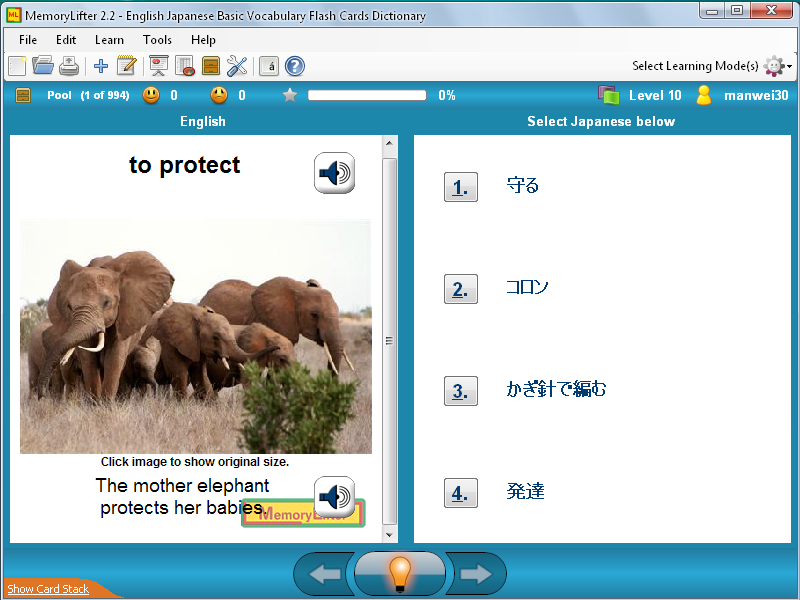 MemoryLifter 2.2 - English Japanese Basic Vocabulary Flash Cards Dictionary
File Edit Learn Tools Help
á ? Select Learning Mode(s)
Pool (1 of 994) 0 0 0% Level 10 manwei30
English
Select Japanese below
to protect
1. 守る
2. コロン
3. かぎ針で編む
Click image to show original size.
The mother elephant
protects her babies.
MemoryLifter
4. 発達
Show Card Stack